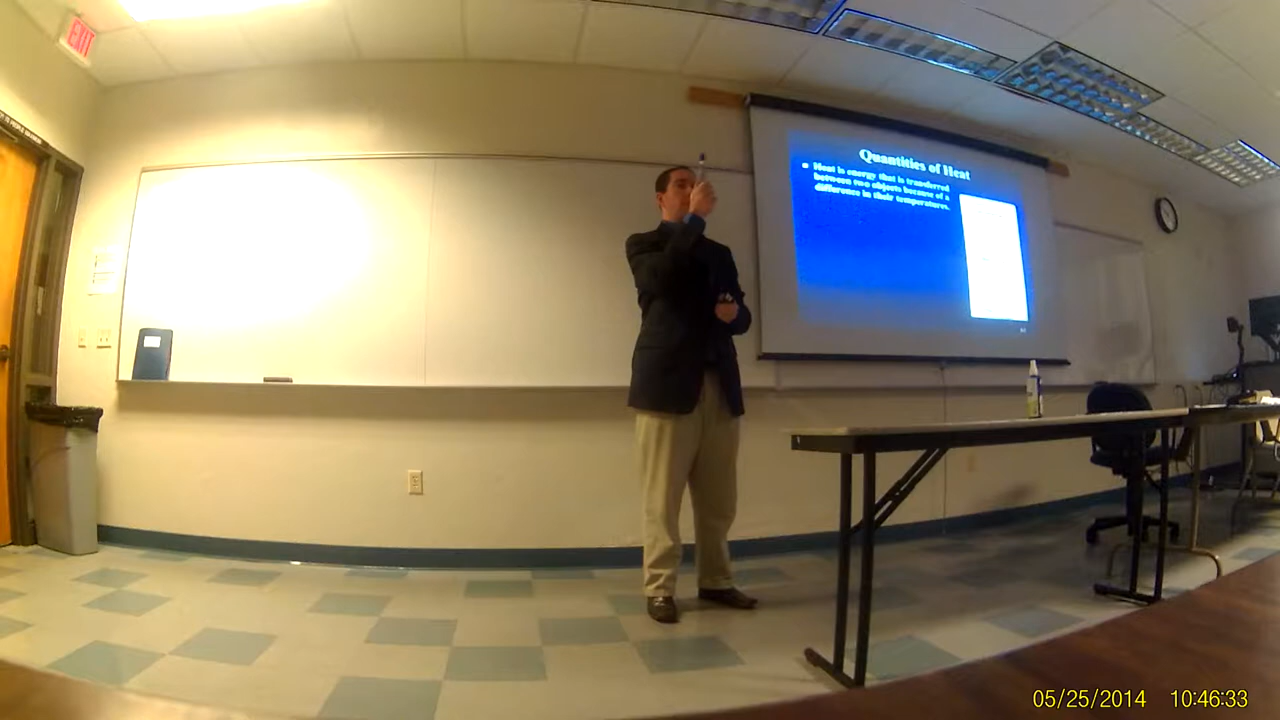 EXIT
Quantities of Heat
Heat is energy that is transferred
between two objects because of a
difference in their temperatures.
05/25/2014 10:46:33